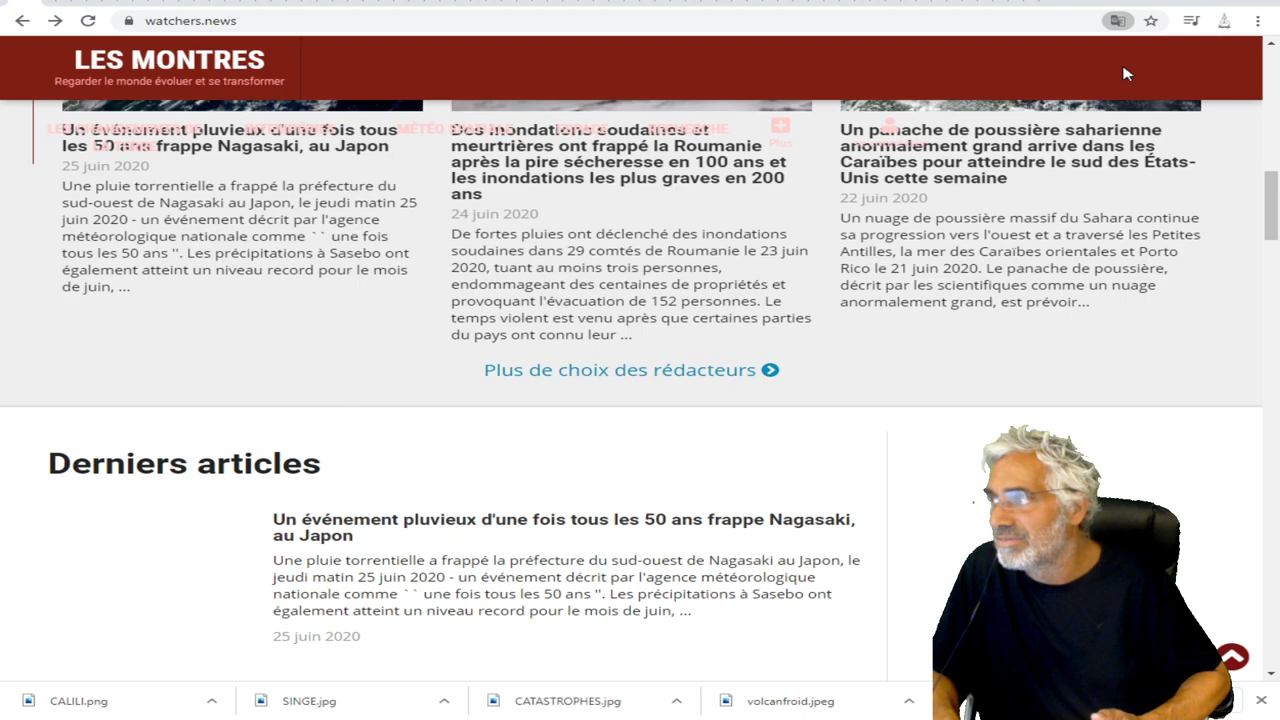 watchers.news
LES MONTRES
Regarder le monde évoluer et se transformer
MÉTÉO SPATIALE
RECHERCHE
Plus
Un événement pluvieux d'une fois tous
les 50 ans frappe Nagasaki, au Japon
25 juin 2020
Une pluie torrentielle a frappé la préfecture du
sud-ouest de Nagasaki au Japon, le jeudi matin 25
juin 2020 - un événement décrit par l'agence
météorologique nationale comme `` une fois
tous les 50 ans ''. Les précipitations à Sasebo ont
également atteint un niveau record pour le mois
de juin, ...
Des inondations soudaines et
meurtrières ont frappé la Roumanie
après la pire sécheresse en 100 ans et
les inondations les plus graves en 200
ans
24 juin 2020
De fortes pluies ont déclenché des inondations
soudaines dans 29 comtés de Roumanie le 23 juin
2020, tuant au moins trois personnes,
endommageant des centaines de propriétés et
provoquant l'évacuation de 152 personnes. Le
temps violent est venu après que certaines parties
du pays ont connu leur ...
Un panache de poussière saharienne
anormalement grand arrive dans les
Caraïbes pour atteindre le sud des États-
Unis cette semaine
22 juin 2020
Un nuage de poussière massif du Sahara continue
sa progression vers l'ouest et a traversé les Petites
Antilles, la mer des Caraïbes orientales et Porto
Rico le 21 juin 2020. Le panache de poussière,
décrit par les scientifiques comme un nuage
anormalement grand, est prévoir...
Plus de choix des rédacteurs
Derniers articles
Un événement pluvieux d'une fois tous les 50 ans frappe Nagasaki,
au Japon
Une pluie torrentielle a frappé la préfecture du sud-ouest de Nagasaki au Japon, le
jeudi matin 25 juin 2020 - un événement décrit par l'agence météorologique
nationale comme `` une fois tous les 50 ans ''. Les précipitations à Sasebo ont
également atteint un niveau record pour le mois de juin, ...
25 juin 2020
CALILI.png
SINGE.jpg
CATASTROPHES.jpg
volcanfroid.jpeg